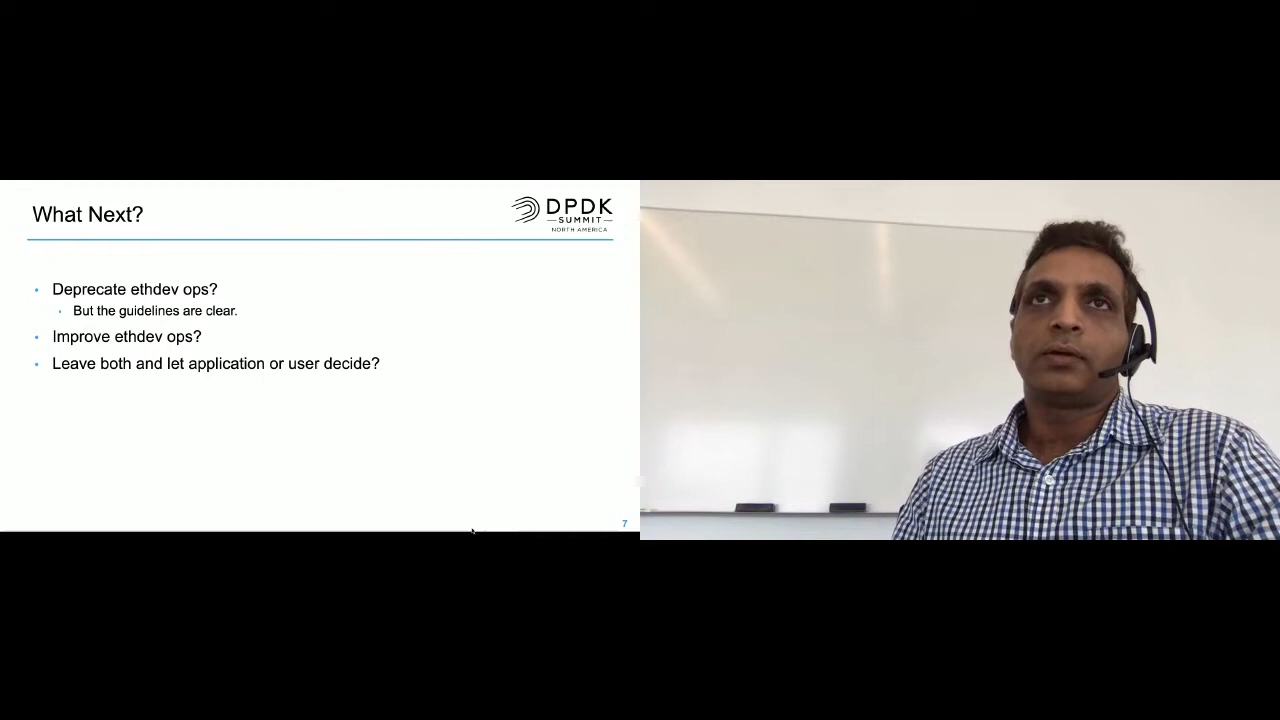 What Next?
DPDK
SUMMIT
NORTH AMERICA
Deprecate ethdev ops?
But the guidelines are clear.
Improve ethdev ops?
Leave both and let application or user decide?
7